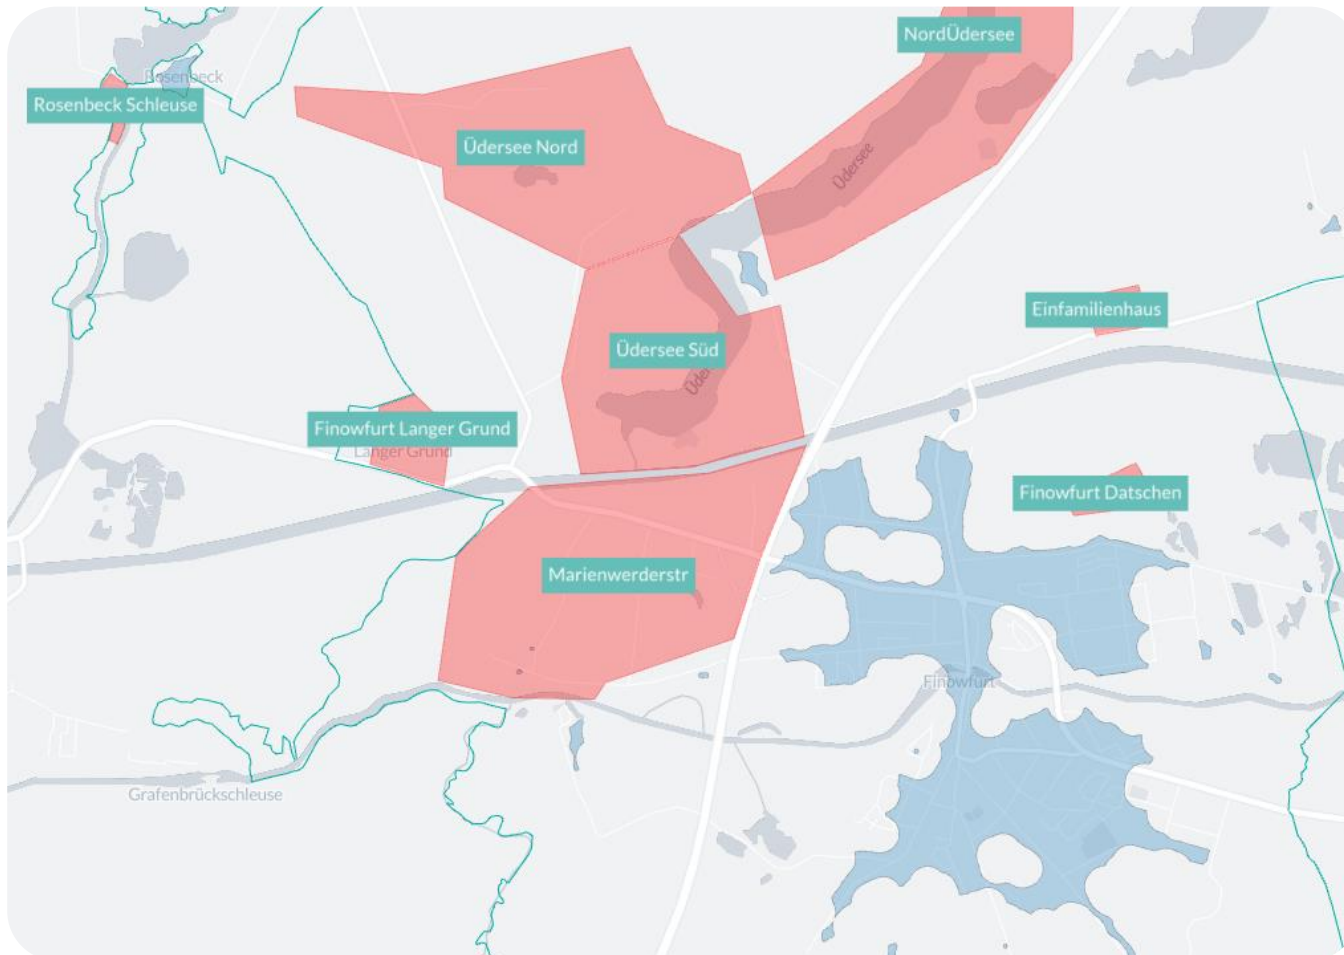 NordÜdersee
Rosenbeck
Rosenbeck Schleuse
Üdersee Nord
Üdersee
Einfamilienhaus
Üdersee Süd
Üde
Finowfurt Langer Grund
Langer Grund
Finowfurt Datschen
Marienwerderstr
Finowfurt
Grafenbrückschleuse